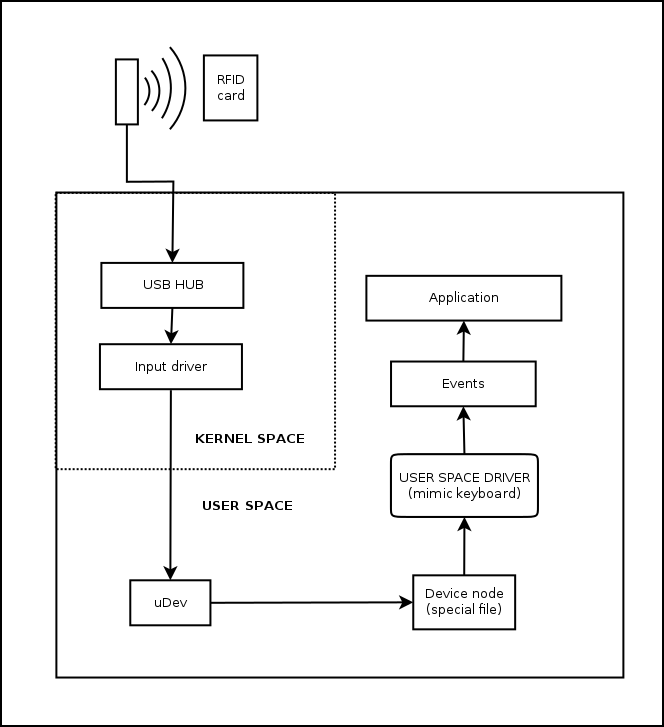 RFID
card
USB HUB
Input driver
KERNEL SPACE
USER SPACE
uDev
Device node
(special file)
USER SPACE DRIVER
(mimic keyboard)
Events
Application